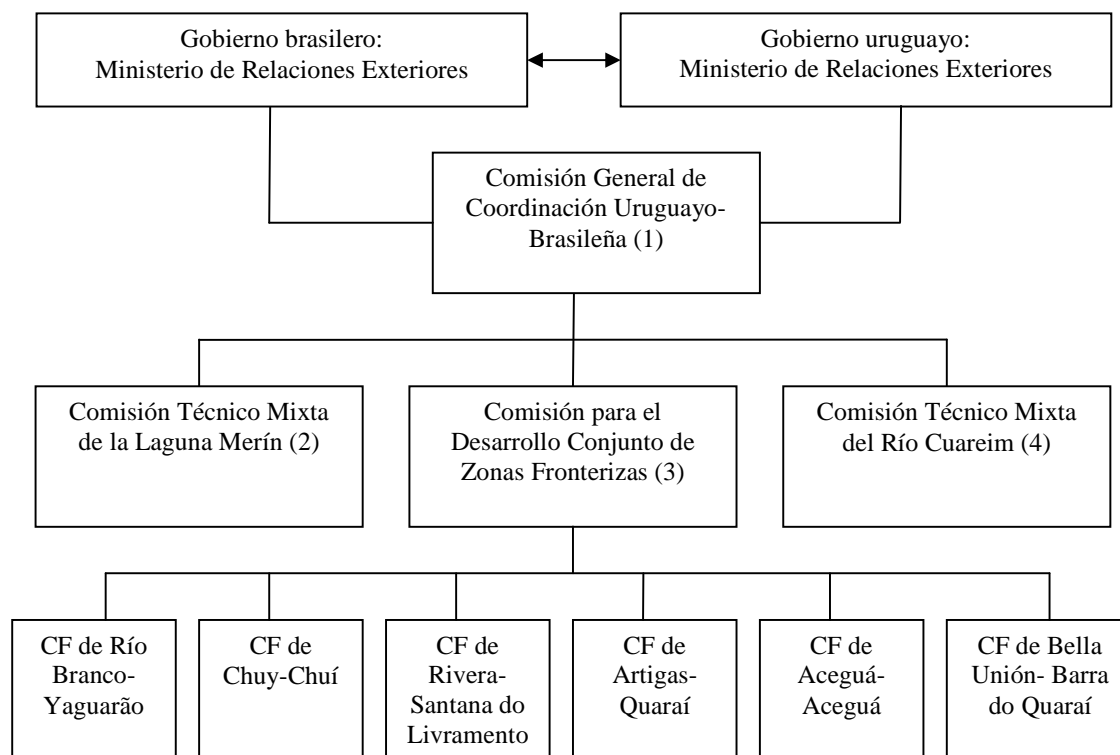 Gobierno brasilero:
Ministerio de Relaciones Exteriores
Gobierno uruguayo:
Ministerio de Relaciones Exteriores
Comisión General de
Coordinación Uruguayo-
Brasileña (1)
Comisión Técnico Mixta
de la Laguna Merín (2)
Comisión para el
Desarrollo Conjunto de
Zonas Fronterizas (3)
Comisión Técnico Mixta
del Río Cuareim (4)
CF de Río
Branco-
Yaguarão
CF de
Chuy-Chuí
CF de
Rivera-
Santana do
Livramento
CF de
Artigas-
Quaraí
CF de
Aceguá-
Aceguá
CF de Bella
Unión- Barra
do Quaraí